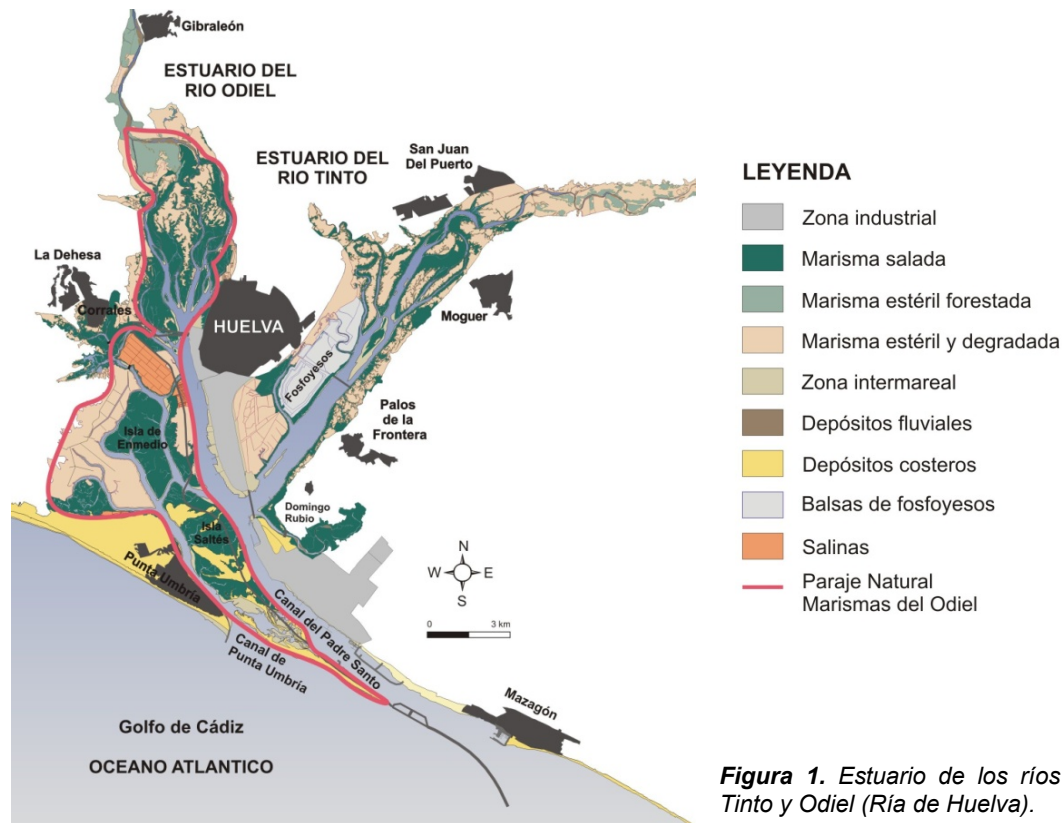 Gibraleón
ESTUARIO DEL
RIO ODIEL
ESTUARIO DEL
RIO TINTO
San Juan
Del Puerto
La Dehesa
Corrales
HUELVA
Moguer
Fosfoyesos
Palos
de la
Frontera
Isla de
Enmedio
Domingo
Rubio
Isla
Saltés
Punta Umbría
Canal del Padre Santo
Canal de
Punta Umbría
N
W E
S
0 3 km
Mazagón
Golfo de Cádiz
OCEANO ATLANTICO
LEYENDA
Zona industrial
Marisma salada
Marisma estéril forestada
Marisma estéril y degradada
Zona intermareal
Depósitos fluviales
Depósitos costeros
Balsas de fosfoyesos
Salinas
Paraje Natural
Marismas del Odiel
Figura 1. Estuario de los ríos
Tinto y Odiel (Ría de Huelva).